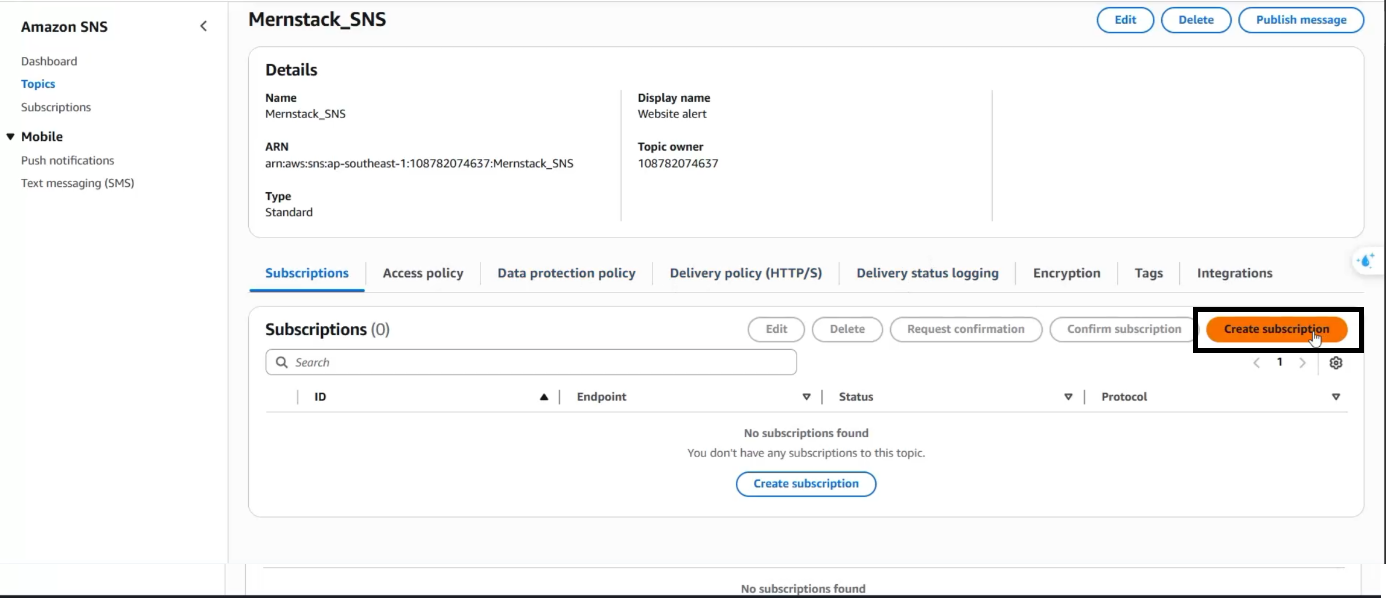 Amazon SNS
Dashboard
Topics
Subscriptions
Mobile
Push notifications
Text messaging (SMS)
Mernstack_SNS
Edit
Delete
Publish message
Details
Name
Mernstack_SNS
ARN
arn:aws:sns:ap-southeast-1:108782074637:Mernstack_SNS
Type
Standard
Display name
Website alert
Topic owner
108782074637
Subscriptions Access policy Data protection policy Delivery policy (HTTP/S) Delivery status logging Encryption Tags Integrations
Subscriptions (0)
Edit
Delete
Request confirmation
Confirm subscription
Create subscription
Search
1
ID Endpoint Status Protocol
No subscriptions found
You don't have any subscriptions to this topic.
Create subscription
No subscriptions found